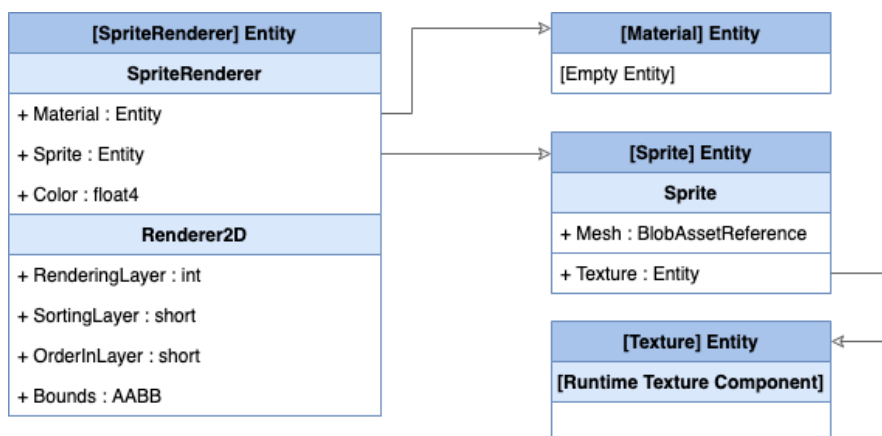 [SpriteRenderer] Entity
SpriteRenderer
+ Material : Entity
+ Sprite : Entity
+ Color : float4
Renderer2D
+ RenderingLayer : int
+ SortingLayer : short
+ OrderInLayer : short
+ Bounds : AABB
[Material] Entity
[Empty Entity]
[Sprite] Entity
Sprite
+ Mesh : BlobAssetReference
+ Texture : Entity
[Texture] Entity
[Runtime Texture Component]